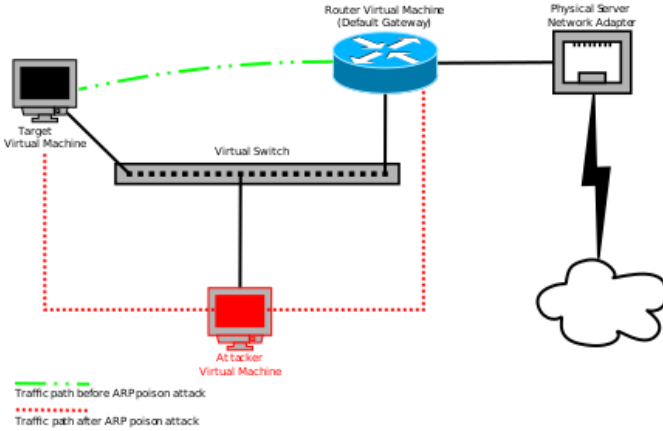 Router Virtual Machine
(Default Gateway)
Physical Server
Network Adapter
Target
Virtual Machine
Virtual Switch
Attacker
Virtual Machine
Traffic path before ARP poison attack
Traffic path after ARP poison attack